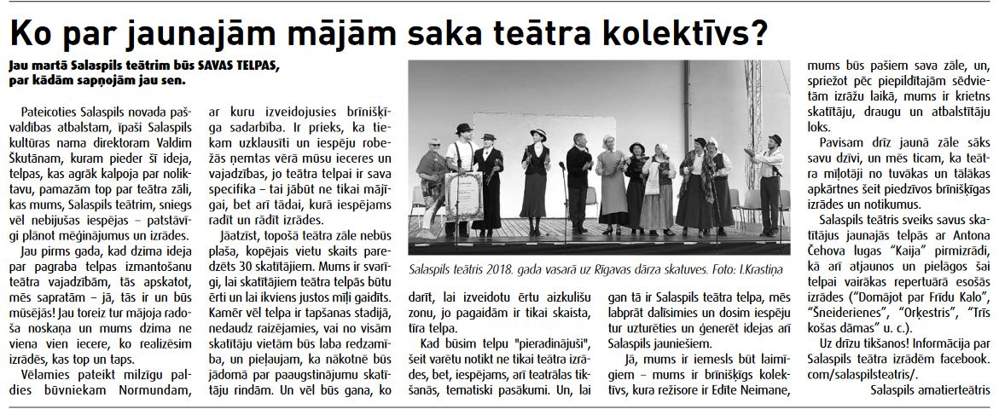 Ko par jaunajām mājām saka teātra kolektīvs?
Jau martā Salaspils teātrim būs SAVAS TELPAS,
par kādām sapņojām jau sen.
Pateicoties Salaspils novada paš-
valdības atbalstam, īpaši Salaspils
kultūras nama direktoram Valdim
Škutānam, kuram pieder šī ideja,
telpas, kas agrāk kalpoja par nolik-
tavu, pamazām top par teātra zāli,
kas mums, Salaspils teātrim, sniegs
vēl nebijušas iespējas – patstāvī-
gi plānot mēģinājumus un izrādes.
Jau pirms gada, kad dzima ideja
par pagraba telpas izmantošanu
teātra vajadzībām, tās apskatot,
mēs sapratām – jā, tās ir un būs
mūsējās! Jau toreiz tur mājoja rado-
ša noskaņa un mums dzima ne
viena vien iecere, ko realizēsim
izrādēs, kas top un taps.
Vēlamies pateikt milzīgu pal-
dies būvniekam Normundam,
ar kuru izveidojusies brīnišķī-
ga sadarbība. Ir prieks, ka tie-
kam uzklausīti un iespēju robe-
žās ņemtas vērā mūsu ieceres un
vajadzības, jo teātra telpai ir sava
specifika – tai jābūt ne tikai mājī-
gai, bet arī tādai, kurā iespējams
radīt un rādīt izrādes.
Jāatzīst, topošā teātra zāle nebūs
plaša, kopējais vietu skaits pare-
dzēts 30 skatītājiem. Mums ir svarī-
gi, lai skatītājiem teātra telpās būtu
ērti un lai ikviens justos mīļi gaidīts.
Kamēr vēl telpa ir tapšanas stadijā,
nedaudz raizējamies, vai no visām
skatītāju vietām būs laba redzamī-
ba, un pieļaujam, ka nākotnē būs
jādomā par paaugstinājumu skatī-
tāju rindām. Un vēl būs gana, ko
Salaspils teātris 2018. gada vasarā uz Rīgavas dārza skatuves. Foto: I.Krastiņa
darīt, lai izveidotu ērtu aizkulišu
zonu, jo pagaidām ir tikai skaista,
tīra telpa.
Kad būsim telpu "pieradinājuši",
šeit varētu notikt ne tikai teātra izrā-
des, bet, iespējams, arī teatrālas tik-
šanās, tematiski pasākumi. Un, lai
gan tā ir Salaspils teātra telpa, mēs
labprāt dalīsimies un dosim iespēju
tur uzturēties un ģenerēt idejas arī
Salaspils jauniešiem.
Jā, mums ir iemesls būt laimī-
giem – mums ir brīnišķīgs kolek-
tīvs, kura režisore ir Edīte Neimane,
mums būs pašiem sava zāle, un,
spriežot pēc piepildītajām sēdvie-
tām izrāžu laikā, mums ir krietns
skatītāju, draugu un atbalstītāju
loks.
Pavisam drīz jaunā zāle sāks
savu dzīvi, un mēs ticam, ka teāt-
ra mīļotāji no tuvākas un tālākas
apkārtnes šeit piedzīvos brīnišķīgas
izrādes un notikumus.
Salaspils teātris sveiks savus ska-
tītājus jaunajās telpās ar Antona
Čehova lugas “Kaija” pirmizrādi,
kā arī atjaunos un pielāgos šai
telpai vairākas repertuārā esošās
izrādes (“Domājot par Frīdu Kalo”,
“Šneiderienes”, “Orķestris”, “Trīs
košas dāmas” u. c.).
Uz drīzu tikšanos! Informācija par
Salaspils teātra izrādēm facebook.
com/salaspilsteatris/.
Salaspils amatierteātris